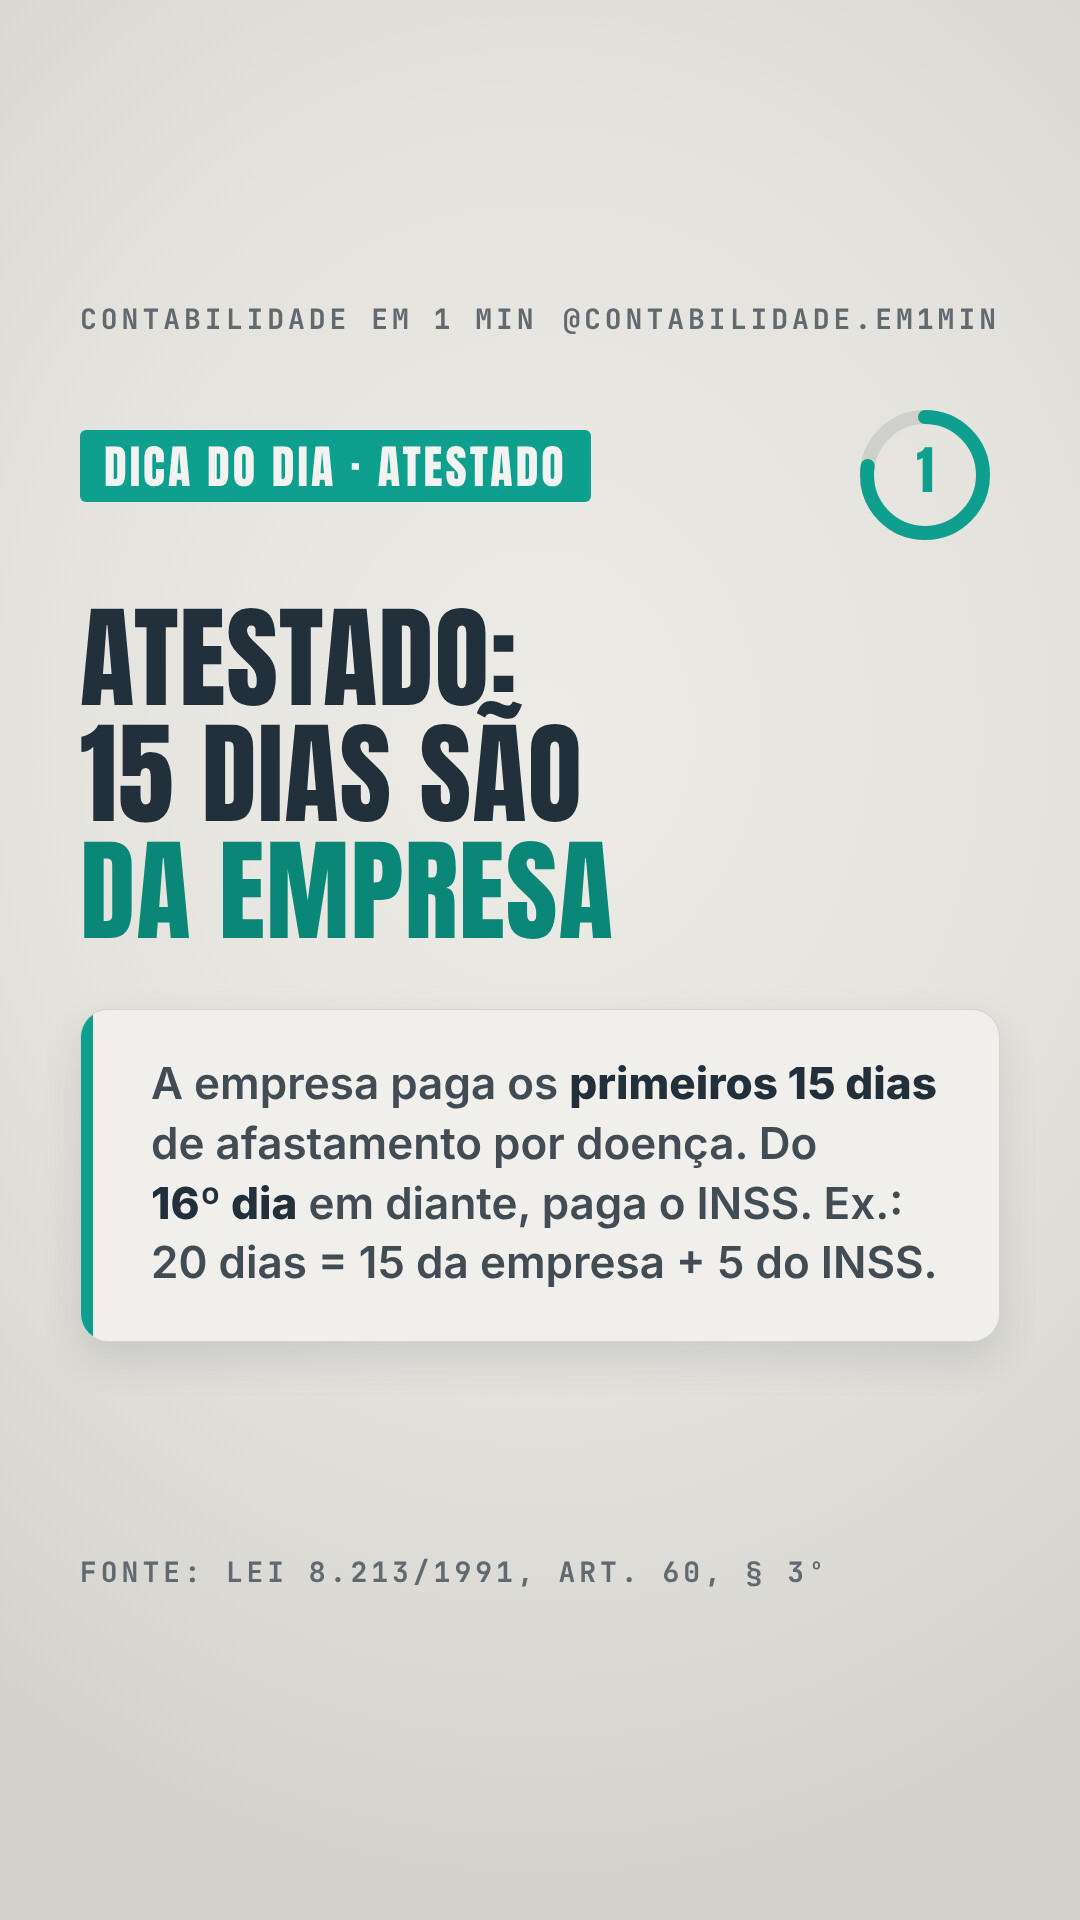 CONTABILIDADE EM 1 MIN @CONTABILIDADE.EM1MIN
DICA DO DIA · ATESTADO
1
ATESTADO:
15 DIAS SÃO
DA EMPRESA
A empresa paga os primeiros 15 dias
de afastamento por doença. Do
16º dia em diante, paga o INSS. Ex.:
20 dias = 15 da empresa + 5 do INSS.
FONTE: LEI 8.213/1991, ART. 60, § 3º